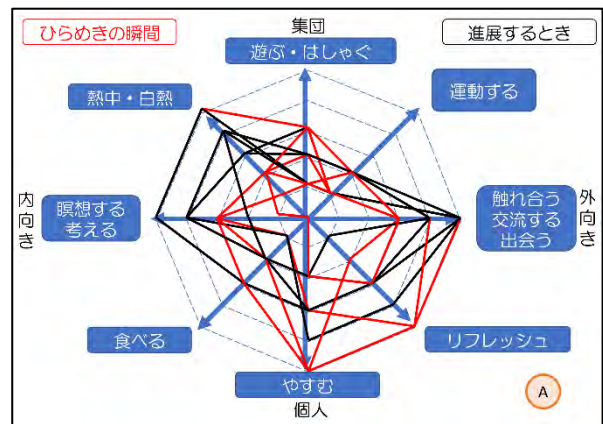 ひらめきの瞬間
集団
進展するとき
遊ぶ・はしゃぐ
熱中・白熱
運動する
内向き
瞑想する
考える
触れ合う
交流する
出会う
外向き
食べる
リフレッシュ
やすむ
個人
A